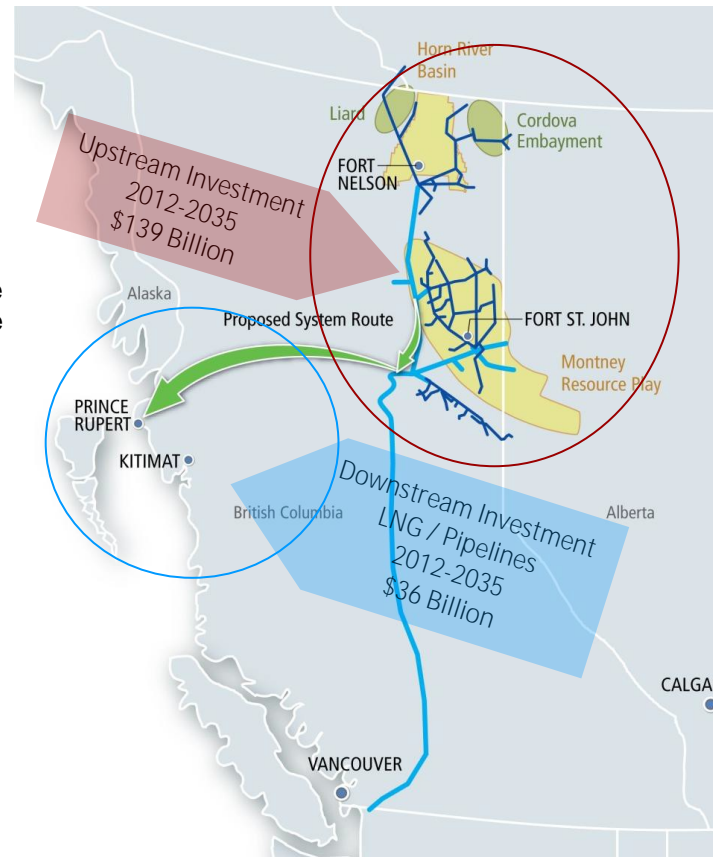 Horn River
Basin
Liard
Cordova
Embayment
FORT
NELSON
Upstream Investment
2012-2035
$139 Billion
e
e
Alaska
Proposed System Route
FORT ST. JOHN
Montney
Resource Play
PRINCE
RUPERT
KITIMAT
Downstream Investment
LNG / Pipelines
2012-2035
$36 Billion
British Columbia
Alberta
CALGA
VANCOUVER